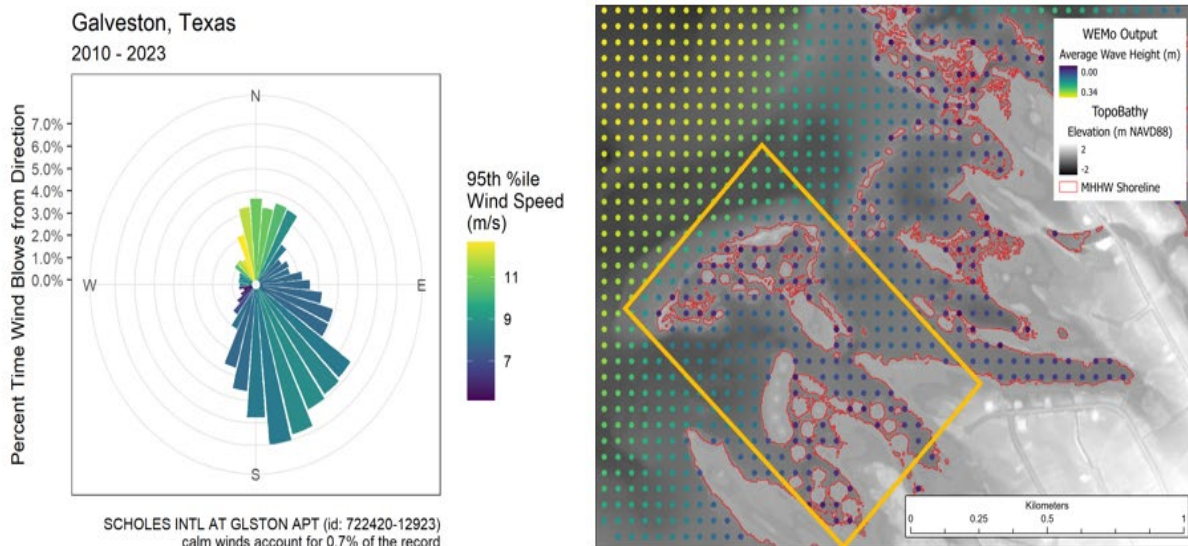 Galveston, Texas
2010 - 2023
Percent Time Wind Blows from Direction
7.0%
6.0%
5.0%
4.0%
3.0%
2.0%
1.0%
0.0%
N
W
E
S
95th %ile
Wind Speed
(m/s)
11
9
7
SCHOLES INTL AT GLSTON APT (id: 722420-12923)
calm winds account for 0.7% of the record
WEMo Output
Average Wave Height (m)
0.00
0.34
TopoBathy
Elevation (m NAVD88)
2
-2
MHHW Shoreline
Kilometers
0 0.25 0.5 1